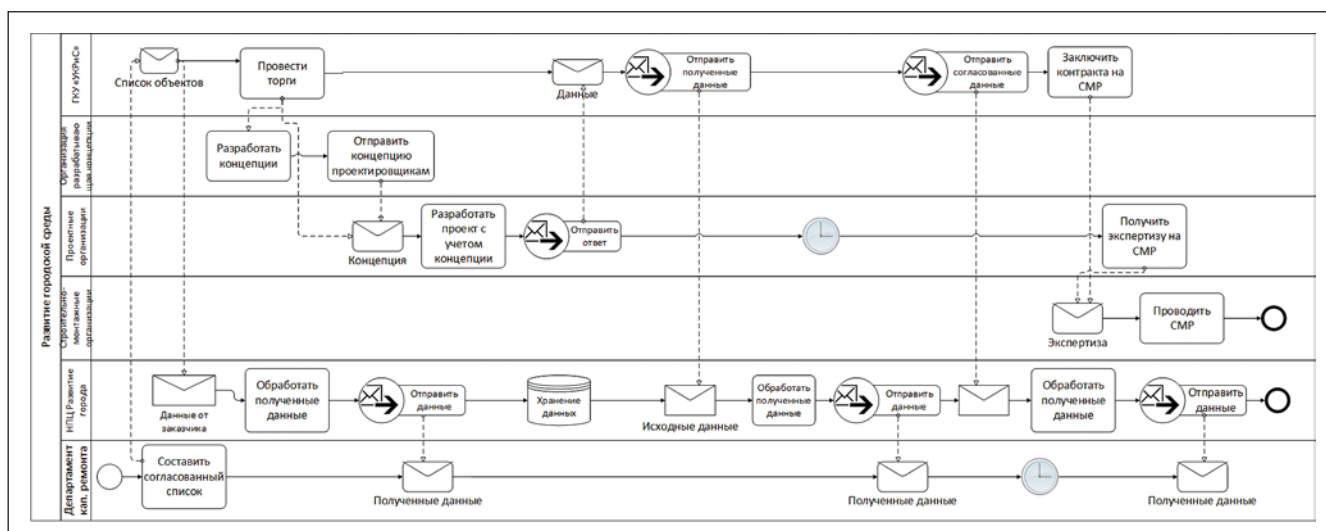 Развитие городской среды
ГКУ «УКРиС»
Список объектов
Провести
торги
Данные
Отправить
полученные
данные
Отправить
согласованные
данные
Заключить
контракта на
СМР
Организация
разрабатываю
щая концепции
Разработать
концепции
Отправить
концепцию
проектировщикам
Проектные
организации
Концепция
Разработать
проект с
учетом
концепции
Отправить
ответ
Получить
экспертизу на
СМР
Строительно-
монтажные
организации
Экспертиза
Проводить
СМР
НПЦ Развитие
города
Данные от
заказчика
Обработать
полученные
данные
Отправить
данные
Хранение
данных
Исходные данные
Обработать
полученные
данные
Отправить
данные
Обработать
полученные
данные
Отправить
данные
Департамент
кап. ремонта
Составить
согласованный
список
Полученные данные
Полученные данные
Полученные данные